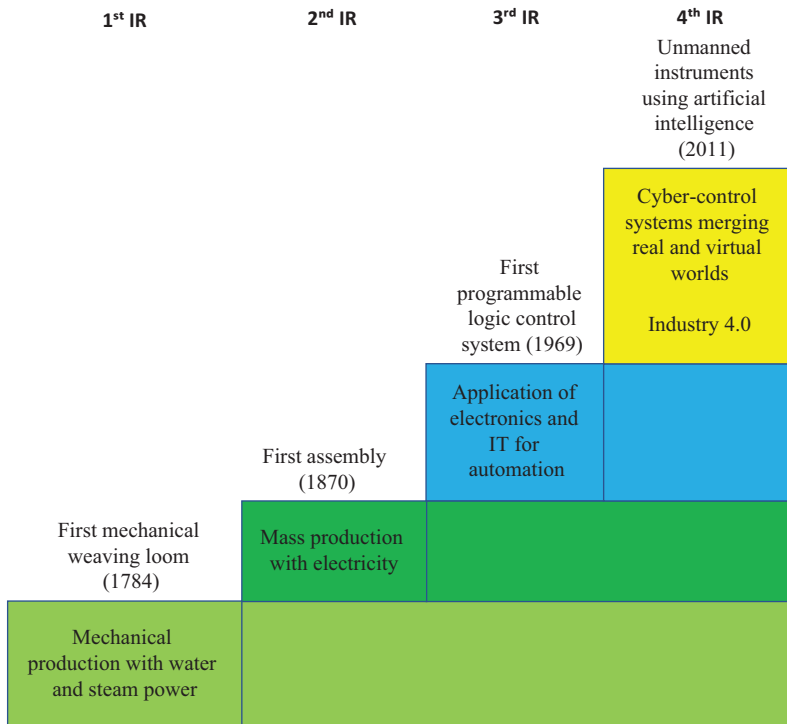 1st IR
2nd IR
3rd IR
4th IR
Unmanned
instruments
using artificial
intelligence
(2011)
Cyber-control
systems merging
real and virtual
worlds
Industry 4.0
First
programmable
logic control
system (1969)
Application of
electronics and
IT for
automation
First assembly
(1870)
Mass production
with electricity
First mechanical
weaving loom
(1784)
Mechanical
production with water
and steam power